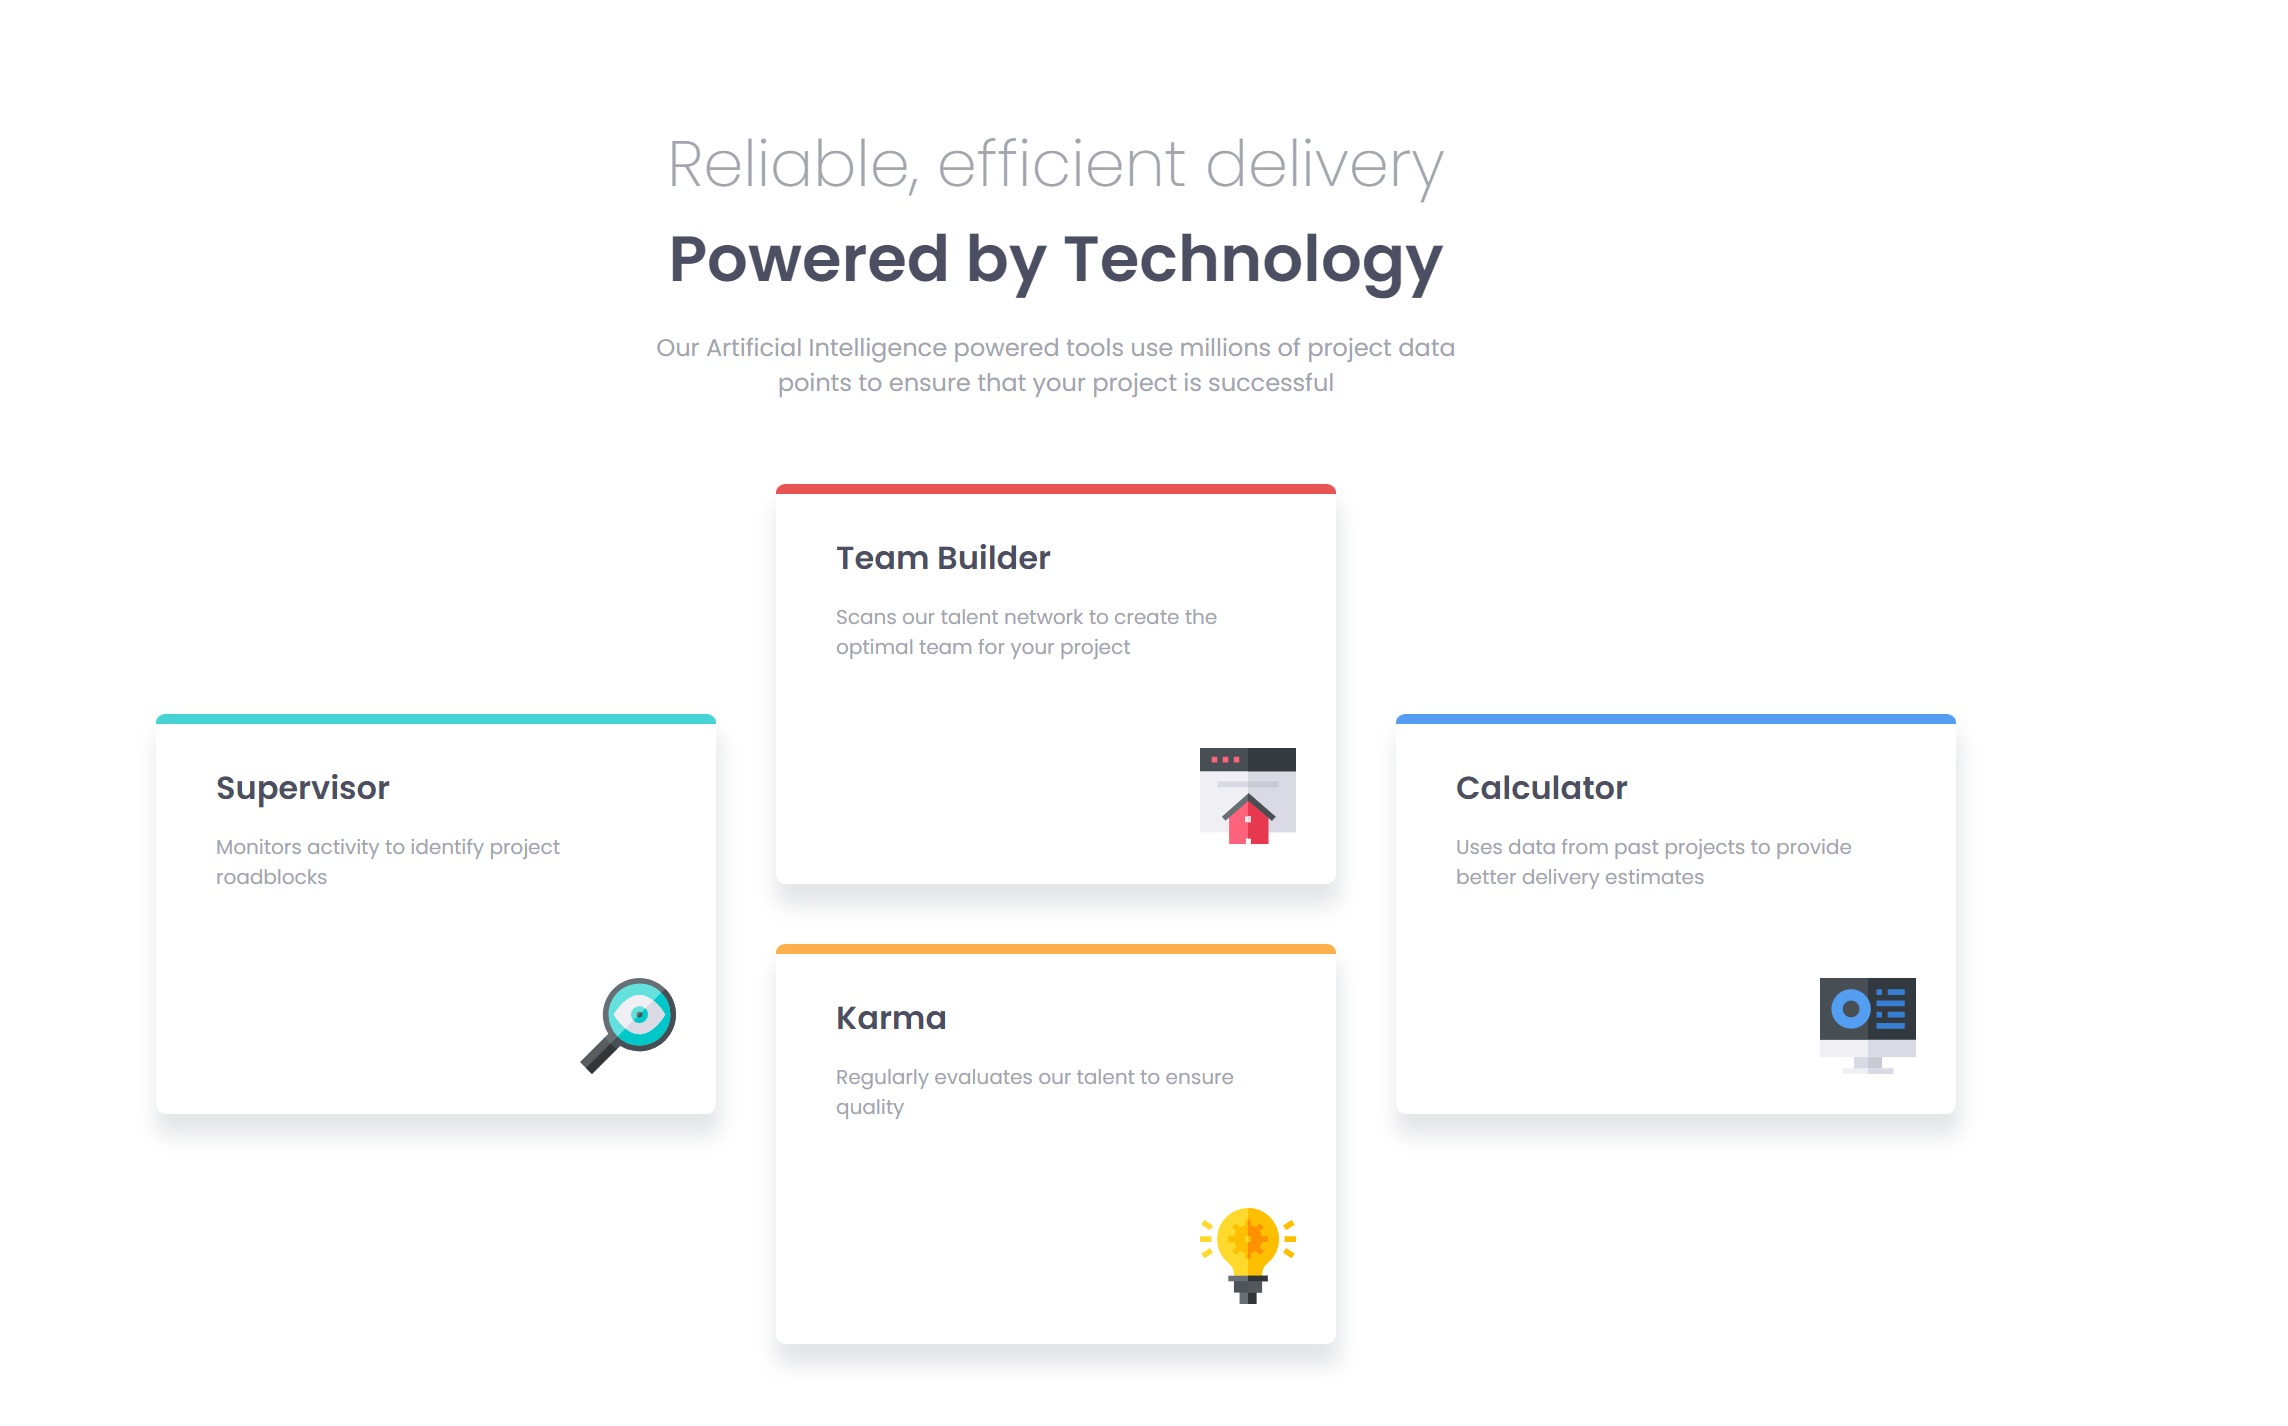 Reliable, efficient delivery
Powered by Technology
Our Artificial Intelligence powered tools use millions of project data
points to ensure that your project is successful
Supervisor
Monitors activity to identify project
roadblocks
Team Builder
Scans our talent network to create the
optimal team for your project
Karma
Regularly evaluates our talent to ensure
quality
Calculator
Uses data from past projects to provide
better delivery estimates